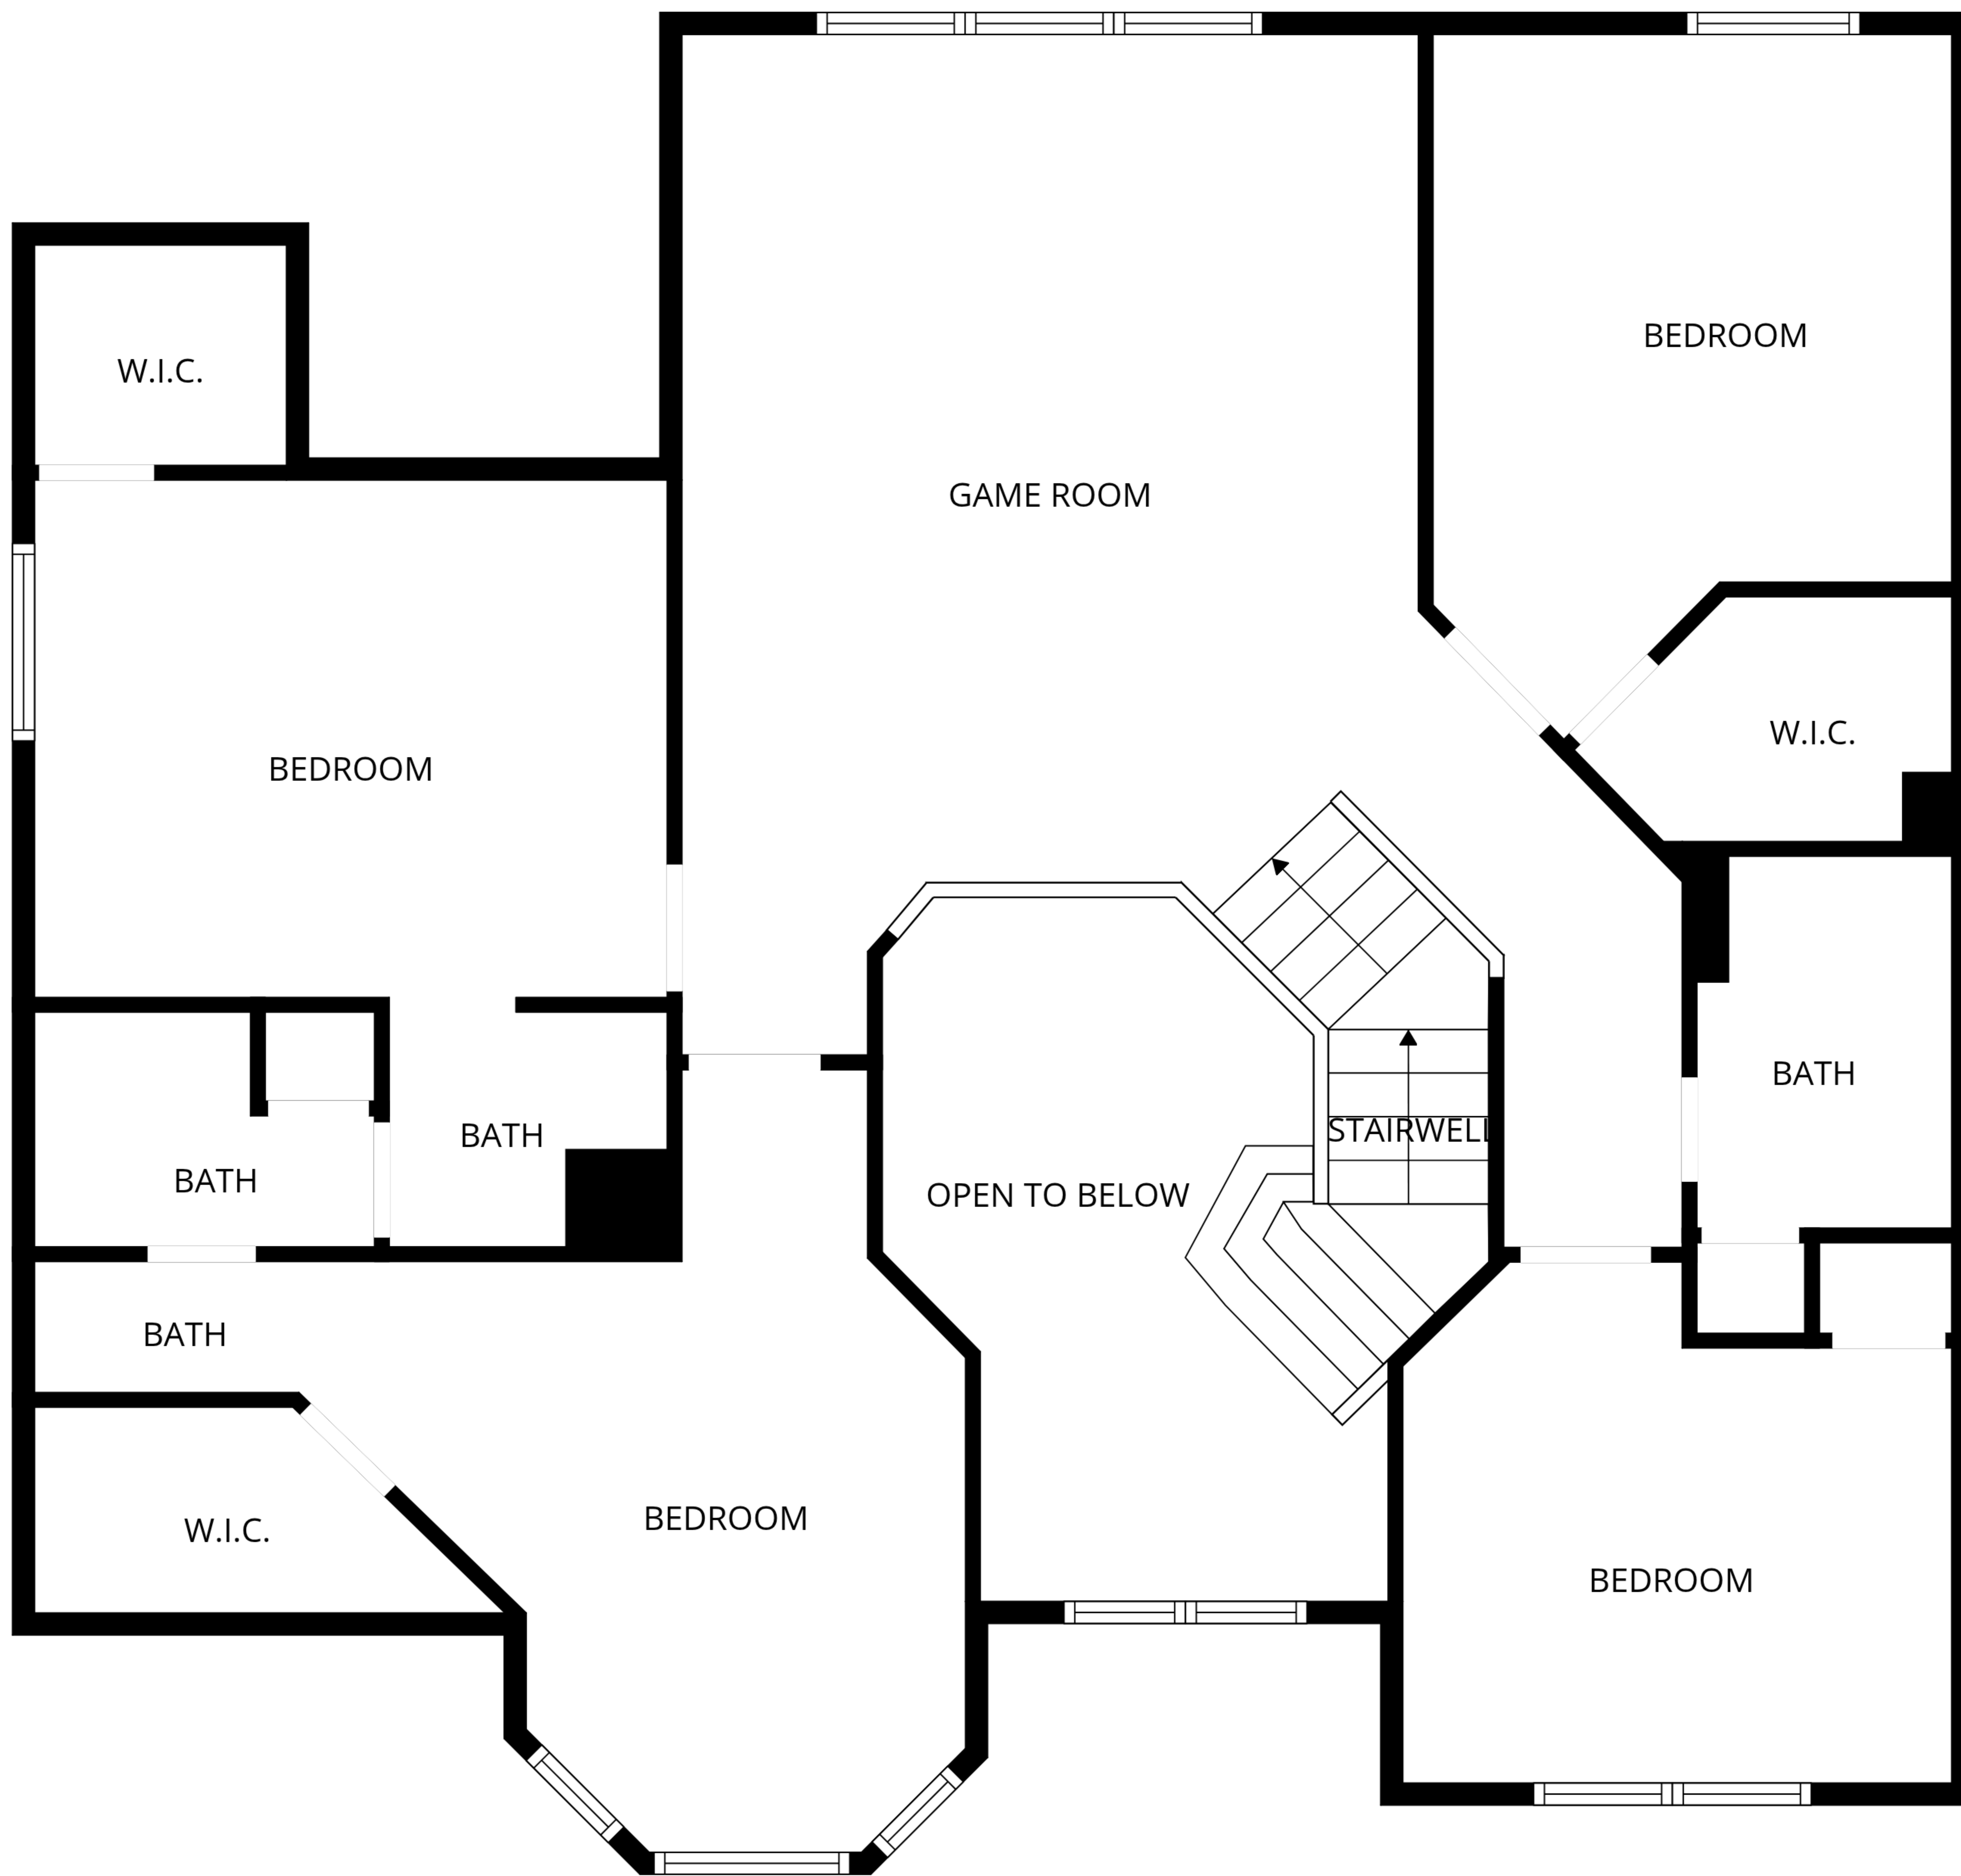 BEDROOM
W.I.C.
GAME ROOM
W.I.C.
BEDROOM
BATH
STAIRWELL
BATH
BATH
OPEN TO BELOW
BATH
BEDROOM
W.I.C.
BEDROOM